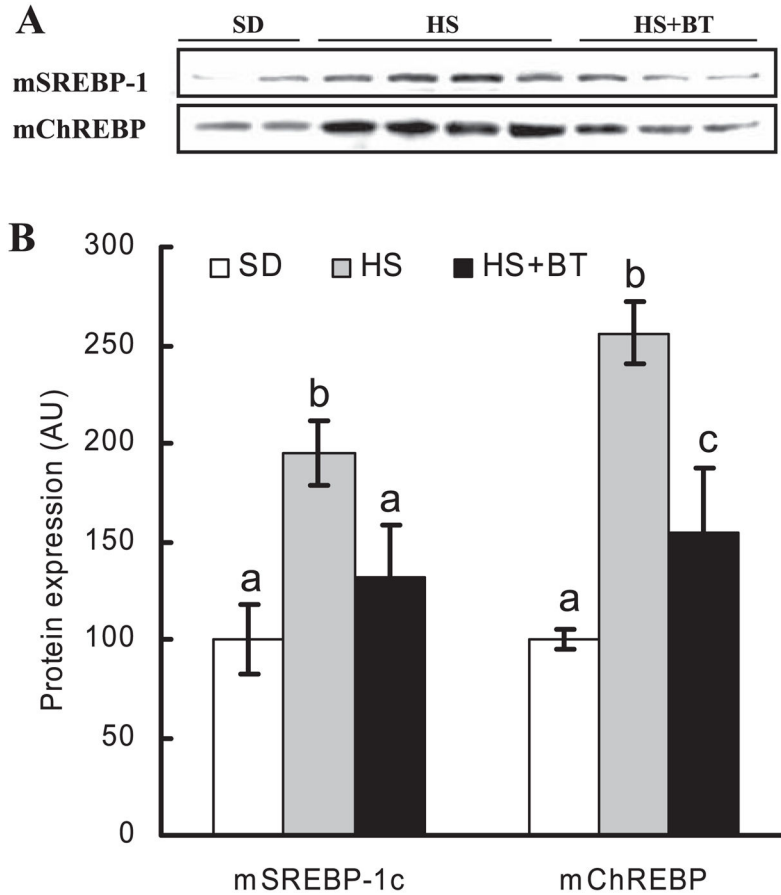 A
SD HS HS+BT
mSREBP-1
mChREBP
B
300
SD HS HS+BT
b
250
b
200
c
a
150
a
a
100
50
0
Protein expression (AU)
mSREBP-1c mChREBP